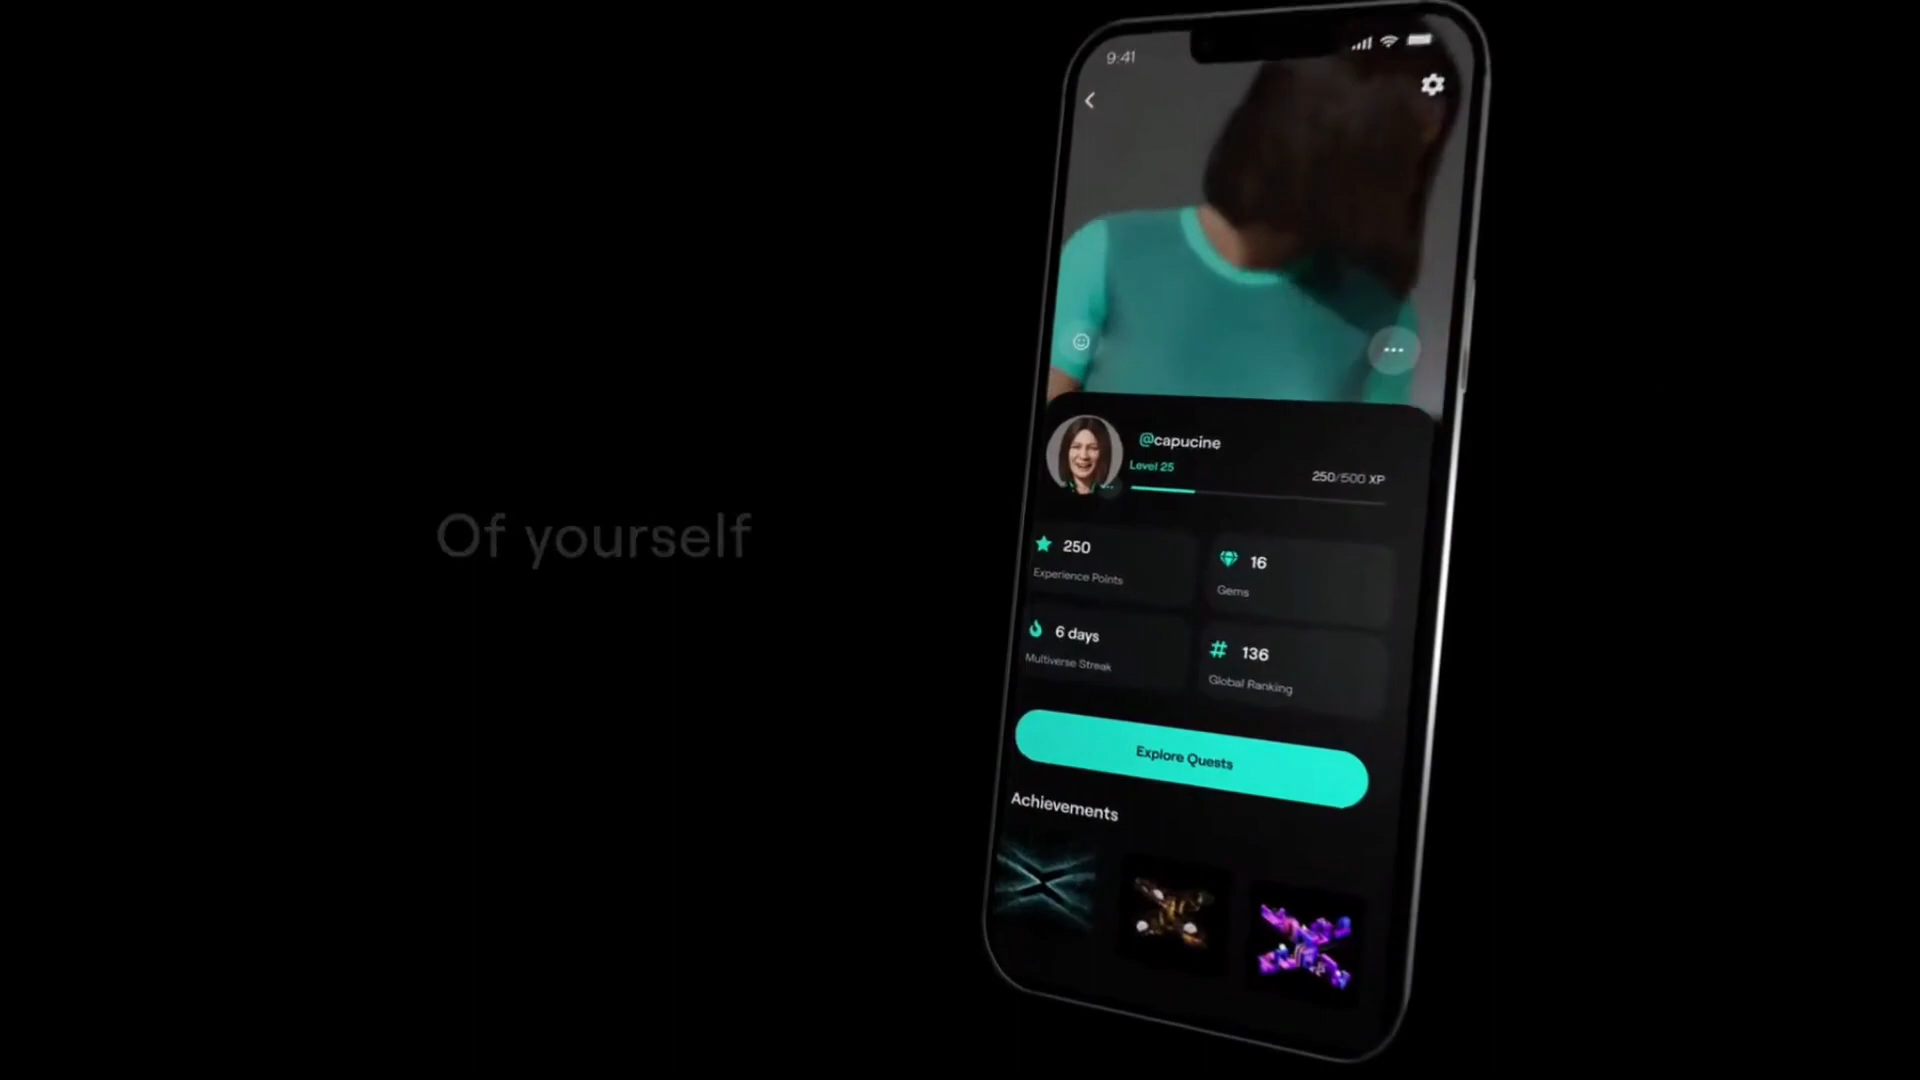 Of yourself
9:41
@capucine
Level 25
250/500 XP
250
Experience Points
16
Gems
6 days
Multiverse Streak
136
Global Ranking
Explore Quests
Achievements